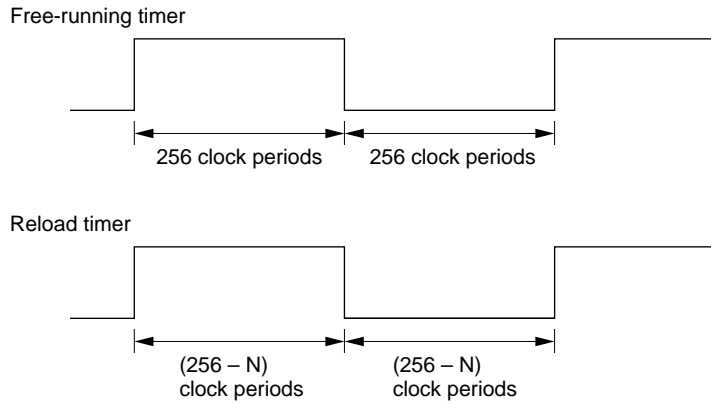 Free-running timer
256 clock periods
256 clock periods
Reload timer
(256 – N)
clock periods
(256 – N)
clock periods